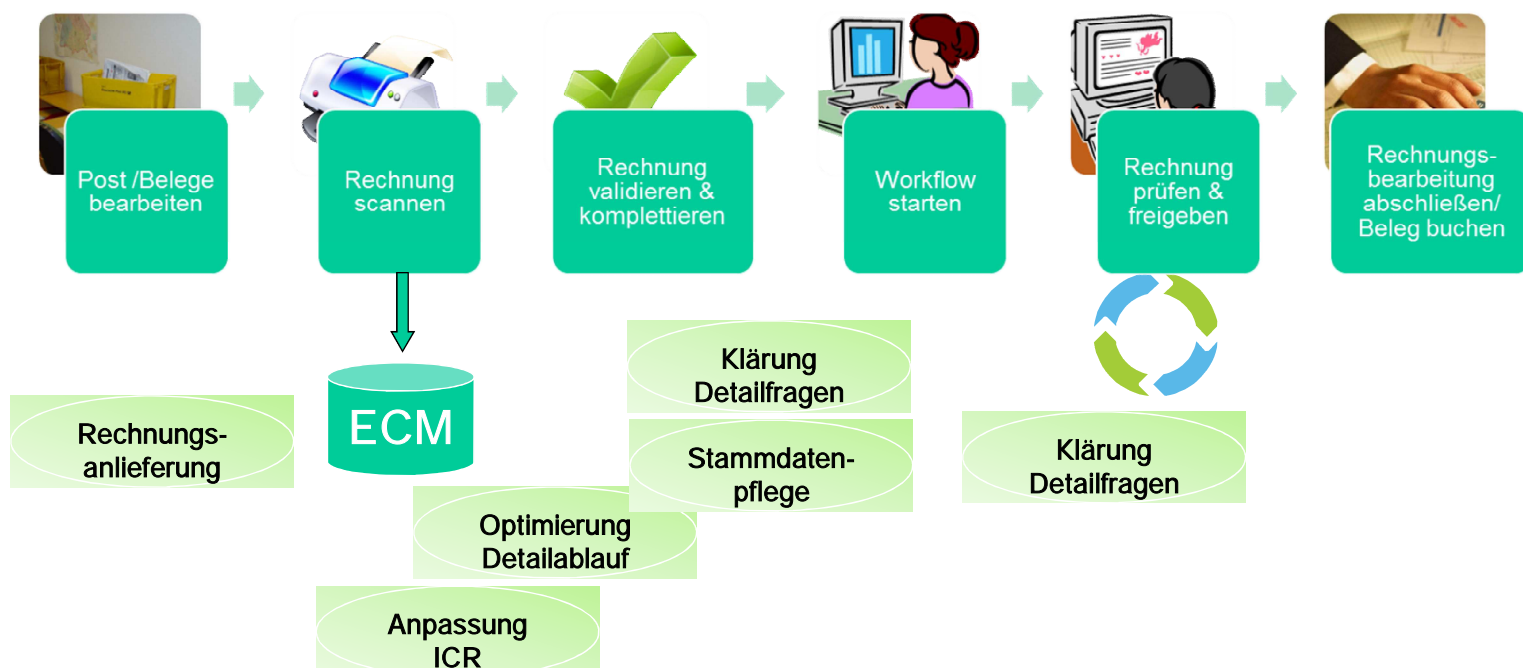 Post /Belege
bearbeiten
Rechnung
scannen
Rechnung
validieren &
komplettieren
Workflow
starten
Rechnung
prüfen &
freigeben
Rechnungs-
bearbeitung
abschließen/
Beleg buchen
ECM
Rechnungs-
anlieferung
Klärung
Detailfragen
Stammdaten-
pflege
Klärung
Detailfragen
Optimierung
Detailablauf
Anpassung
ICR